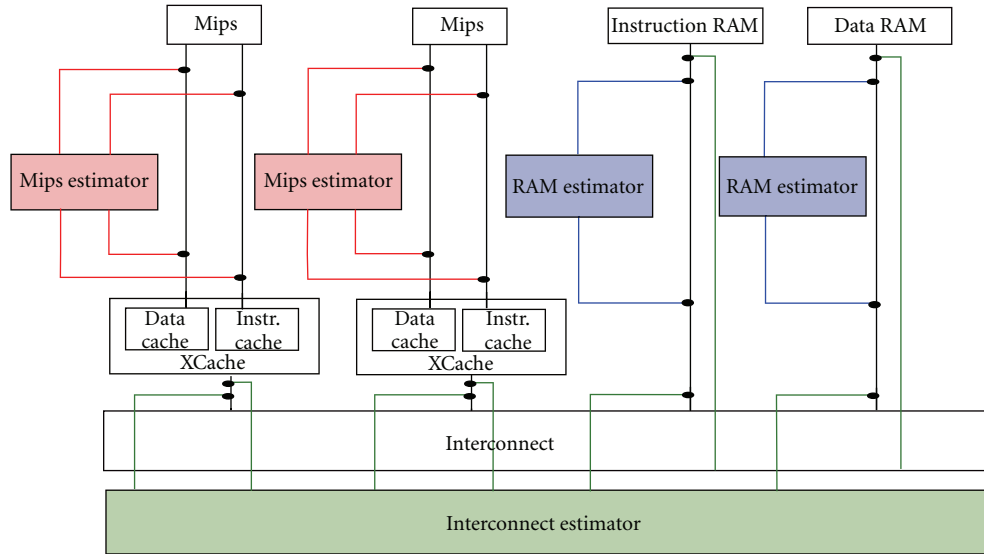 Mips
Mips
Instruction RAM
Data RAM
Mips estimator
Mips estimator
RAM estimator
RAM estimator
Data
cache
Instr.
cache
XCache
Data
cache
Instr.
cache
XCache
Interconnect
Interconnect estimator